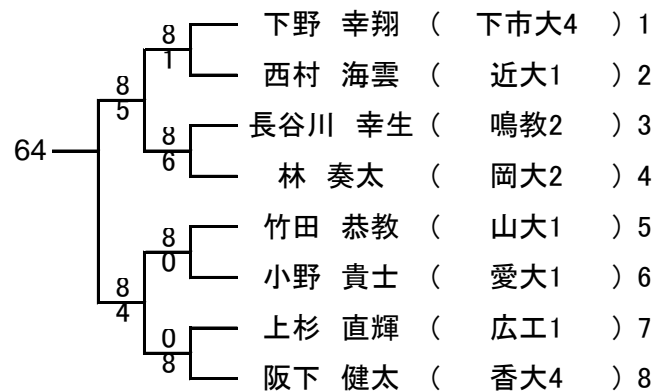 8 下野 幸翔 ( 下市大4 ) 1
1 西村 海雲 ( 近大1 ) 2
8
5
8 長谷川 幸生 ( 鳴教2 ) 3
64
6 林 奏太 ( 岡大2 ) 4
8 竹田 恭教 ( 山大1 ) 5
0 小野 貴士 ( 愛大1 ) 6
8
4
0 上杉 直輝 ( 広工1 ) 7
8 阪下 健太 ( 香大4 ) 8